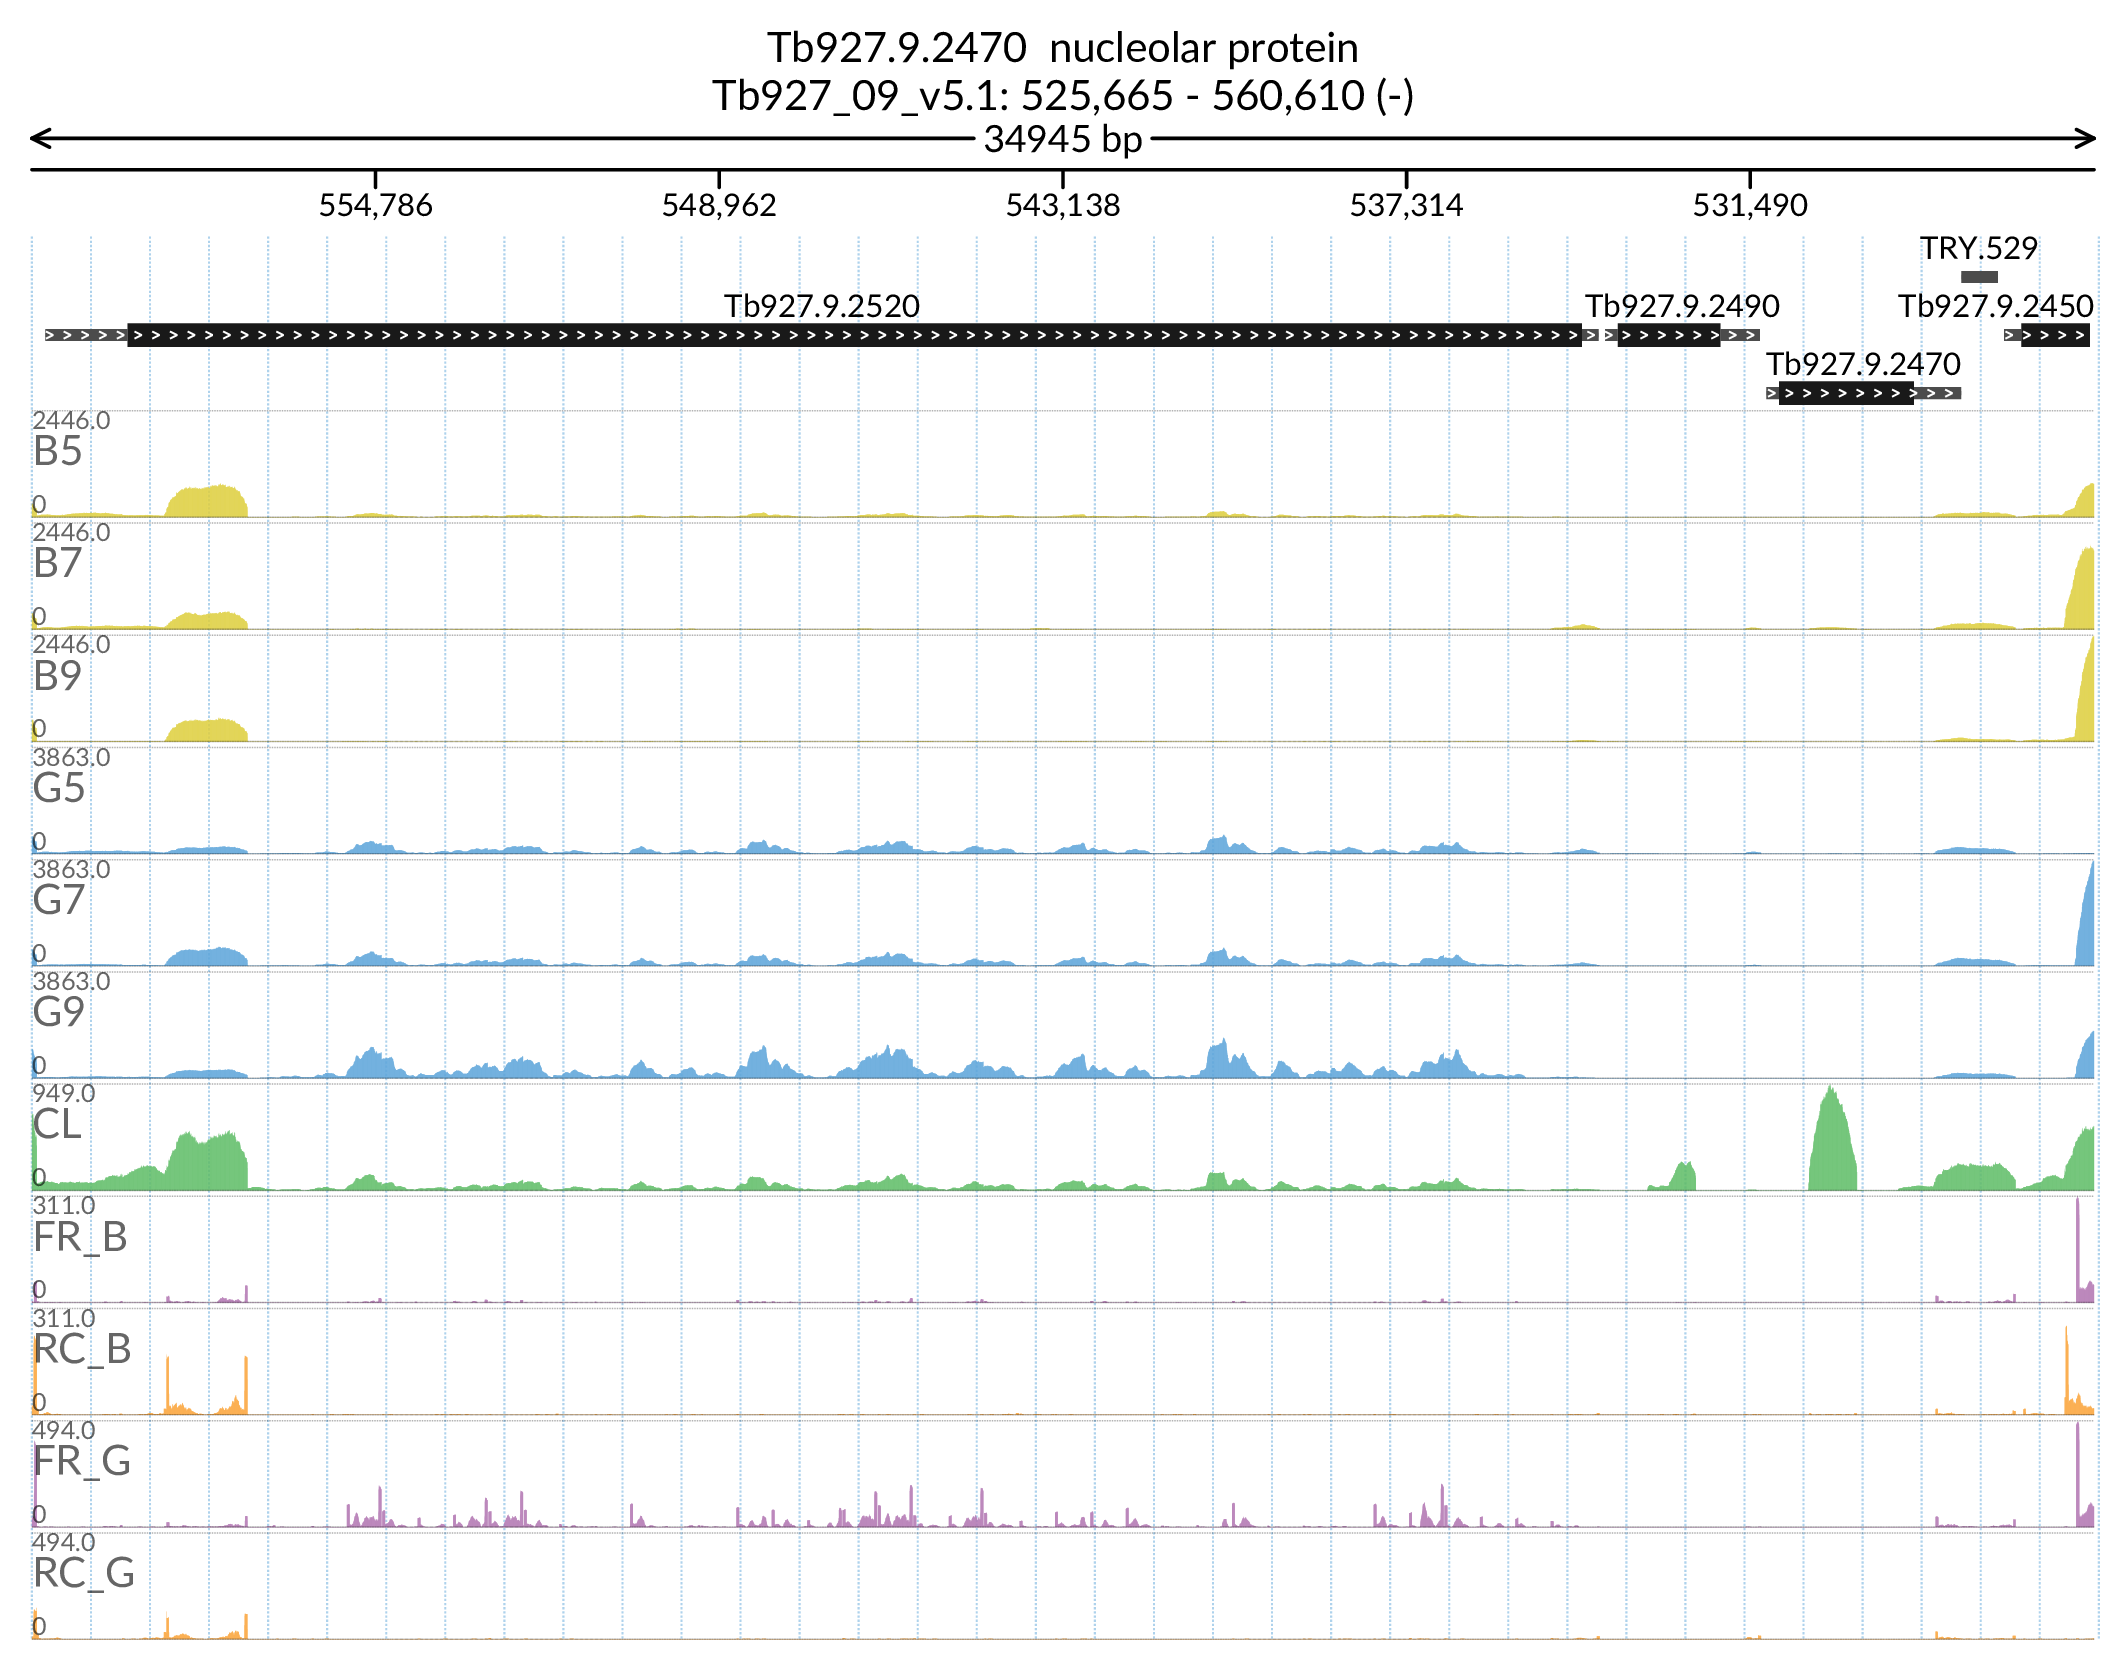 Tb927.9.2470 nucleolar protein
Tb927_09_v5.1: 525,665 - 560,610 (-)
34945 bp
554,786 548,962 543,138 537,314 531,490
TRY.529
Tb927.9.2520 Tb927.9.2490 Tb927.9.2450
Tb927.9.2470
2446.0
B5
0
2446.0
B7
0
2446.0
B9
0
3863.0
G5
0
3863.0
G7
0
3863.0
G9
0
949.0
CL
0
311.0
FR_B
0
311.0
RC_B
0
494.0
FR_G
0
494.0
RC_G
0